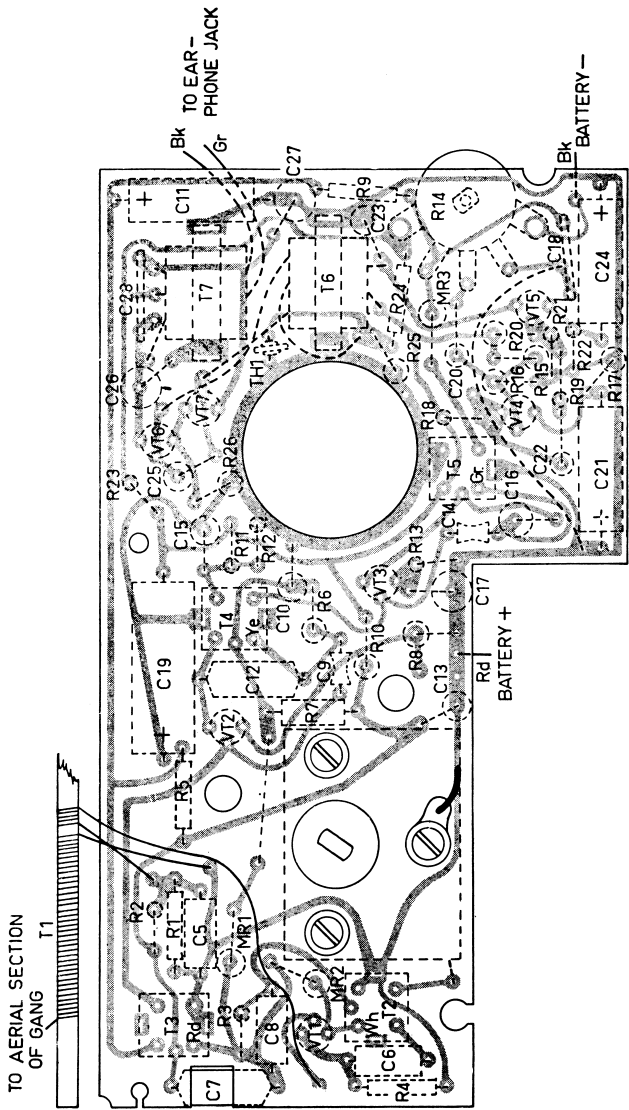 TO AERIAL SECTION
OF GANG
T1
Bk
TO EAR-
PHONE JACK
Gr
C27
C11
+
R9
C23
R14
Bk
BATTERY-
C28
T7
T6
R24
MR3
C18
C24
+
VT5
R20
R21
R22
R25
TH1
C26
VT7
VT6
C25
R23
R26
R18
C20
R16
R15
R19
R17
VT4
T5
Gr
C22
C21
+
C16
C14
C15
R11
R12
R13
VT3
C17
C19
+
T4
Ye
C10
R6
R10
R8
C12
C9
Rd
BATTERY+
C13
R7
VT2
R5
R2
R1
C5
MR1
T3
Rd
R3
C8
MR2
VT1
Wh
T2
C6
C7
R4